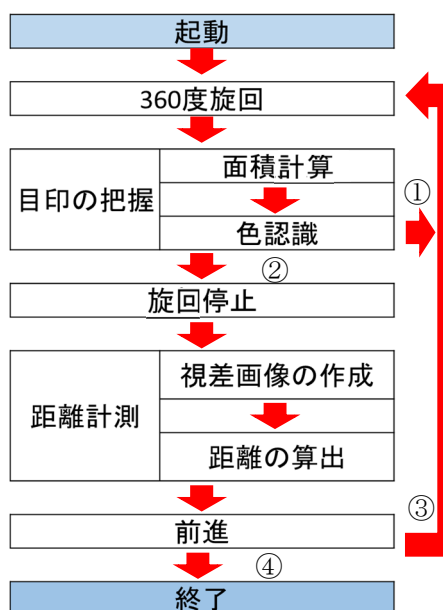 起動
360度旋回
目印の把握
面積計算
色認識
①
②
旋回停止
距離計測
視差画像の作成
距離の算出
前進
③
④
終了